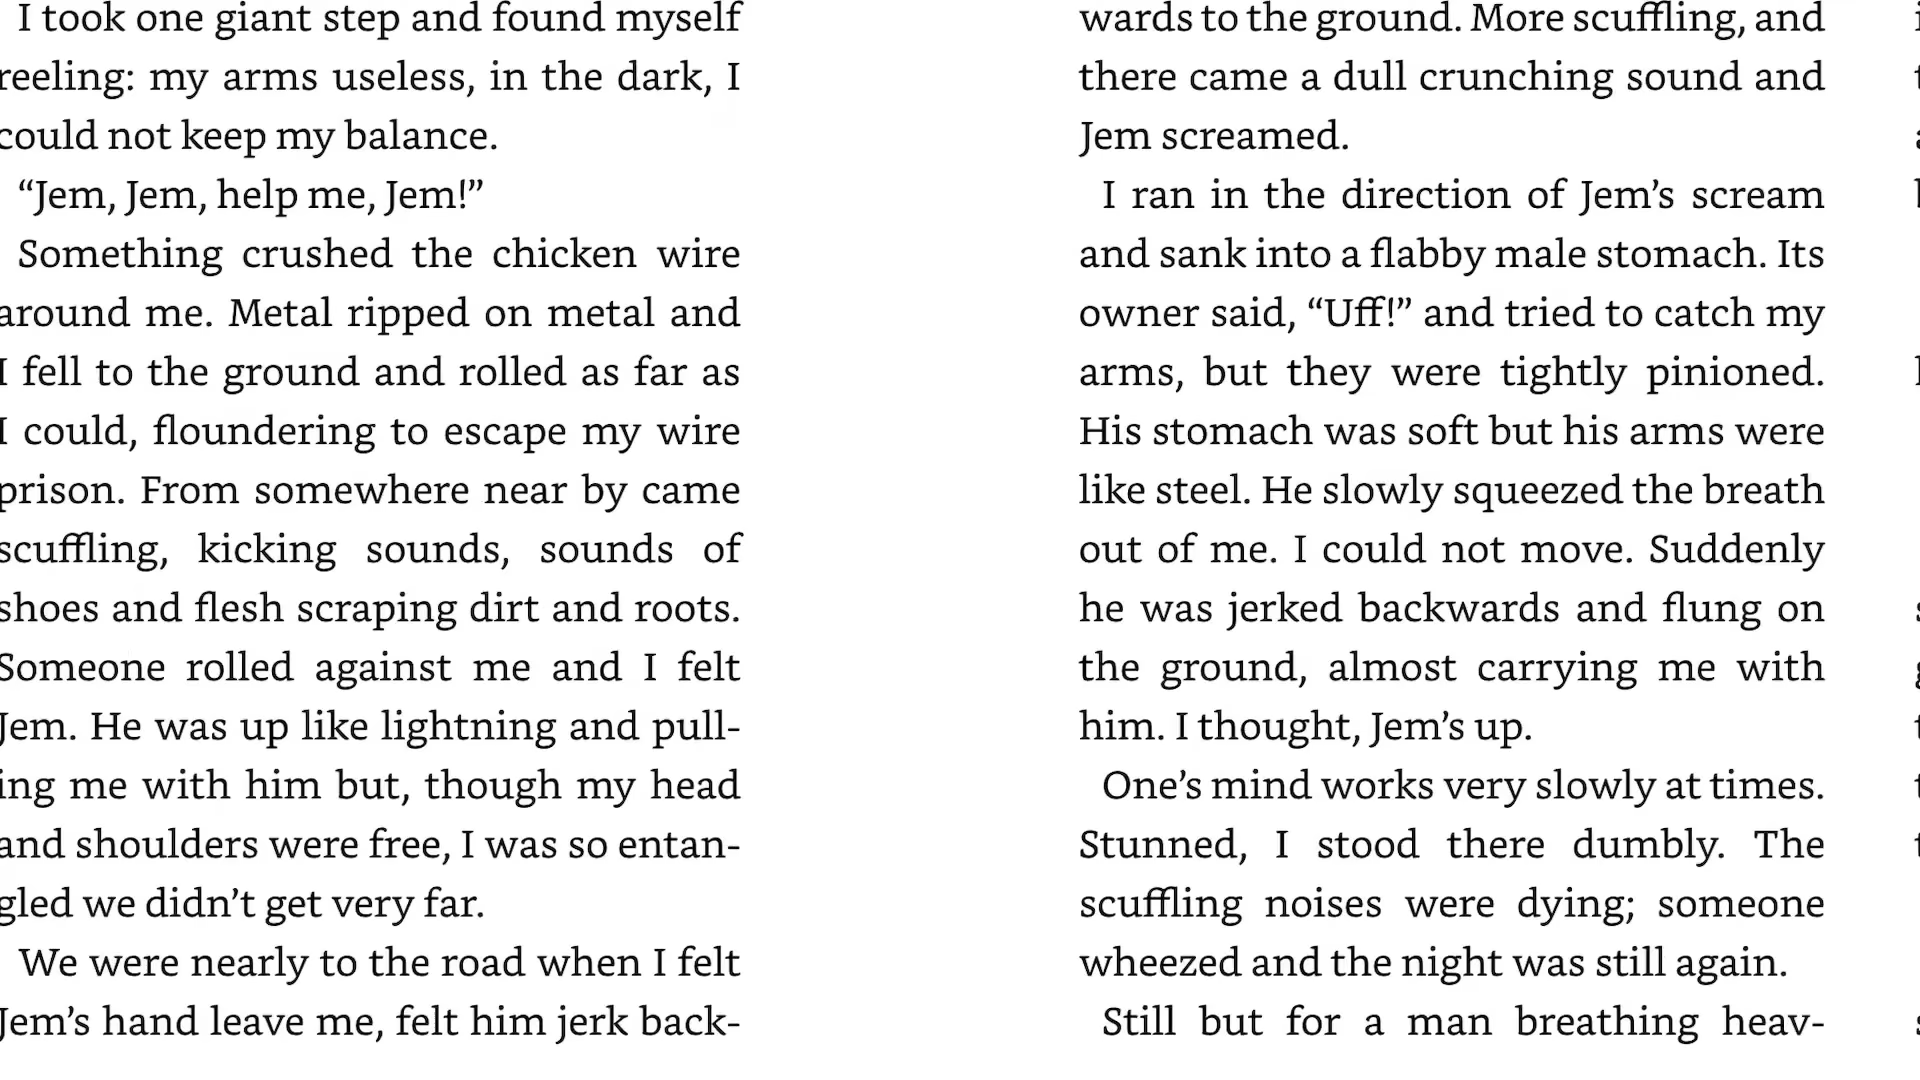 I took one giant step and found myself
reeling: my arms useless, in the dark, I
could not keep my balance.
“Jem, Jem, help me, Jem!”
Something crushed the chicken wire
around me. Metal ripped on metal and
I fell to the ground and rolled as far as
I could, floundering to escape my wire
prison. From somewhere near by came
scuffling, kicking sounds, sounds of
shoes and flesh scraping dirt and roots.
Someone rolled against me and I felt
Jem. He was up like lightning and pull-
ing me with him but, though my head
and shoulders were free, I was so entan-
gled we didn’t get very far.
We were nearly to the road when I felt
Jem’s hand leave me, felt him jerk back-
wards to the ground. More scuffling, and
there came a dull crunching sound and
Jem screamed.
I ran in the direction of Jem’s scream
and sank into a flabby male stomach. Its
owner said, “Uff!” and tried to catch my
arms, but they were tightly pinioned.
His stomach was soft but his arms were
like steel. He slowly squeezed the breath
out of me. I could not move. Suddenly
he was jerked backwards and flung on
the ground, almost carrying me with
him. I thought, Jem’s up.
One’s mind works very slowly at times.
Stunned, I stood there dumbly. The
scuffling noises were dying; someone
wheezed and the night was still again.
Still but for a man breathing heav-